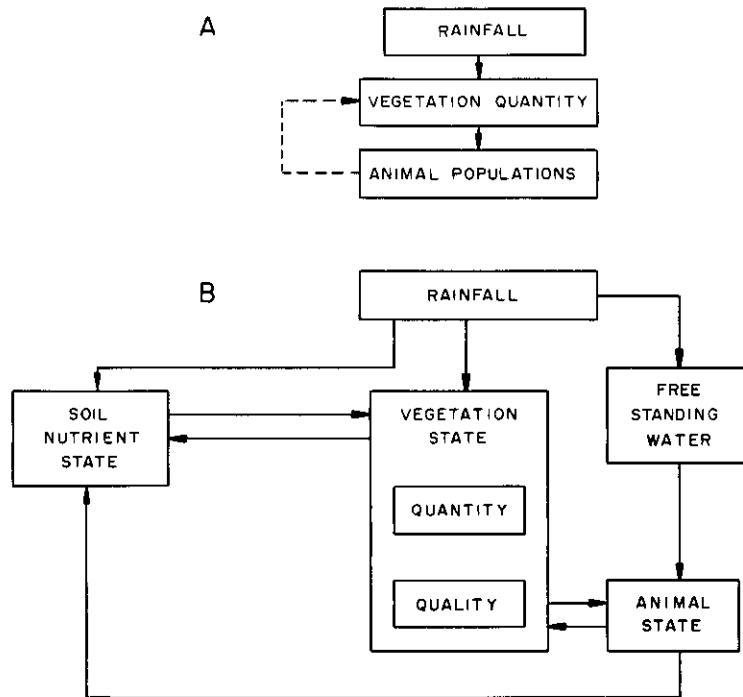 A
RAINFALL
VEGETATION QUANTITY
ANIMAL POPULATIONS
B
RAINFALL
SOIL
NUTRIENT
STATE
VEGETATION
STATE
QUANTITY
QUALITY
FREE
STANDING
WATER
ANIMAL
STATE